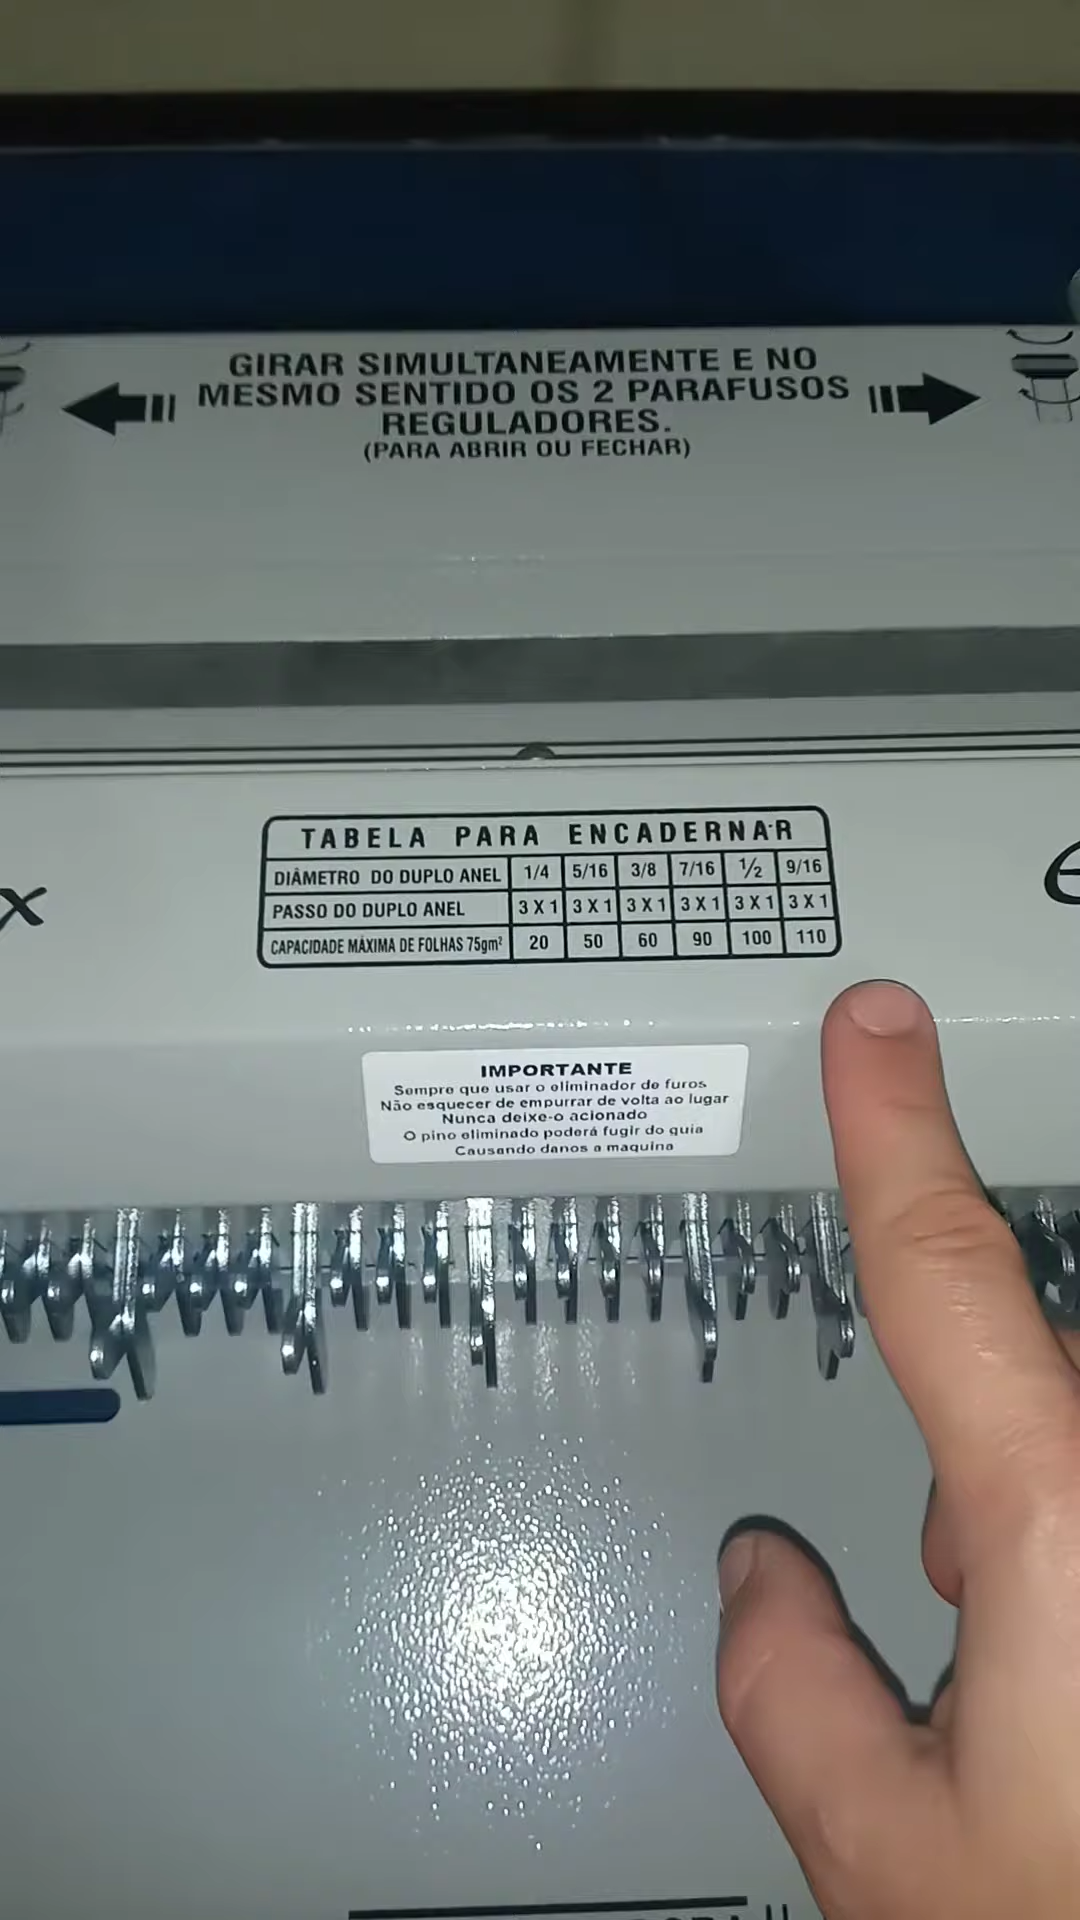 GIRAR SIMULTANEAMENTE E NO
MESMO SENTIDO OS 2 PARAFUSOS
REGULADORES.
(PARA ABRIR OU FECHAR)
TABELA PARA ENCADERNAR
DIÂMETRO DO DUPLO ANEL 1/4 5/16 3/8 7/16 1/2 9/16
PASSO DO DUPLO ANEL 3 X 1 3 X 1 3 X 1 3 X 1 3 X 1 3 X 1
CAPACIDADE MÁXIMA DE FOLHAS 75gm² 20 50 60 90 100 110
IMPORTANTE
Sempre que usar o eliminador de furos
Não esquecer de empurrar de volta ao lugar
Nunca deixe-o acionado
O pino eliminado poderá fugir do guia
Causando danos a maquina